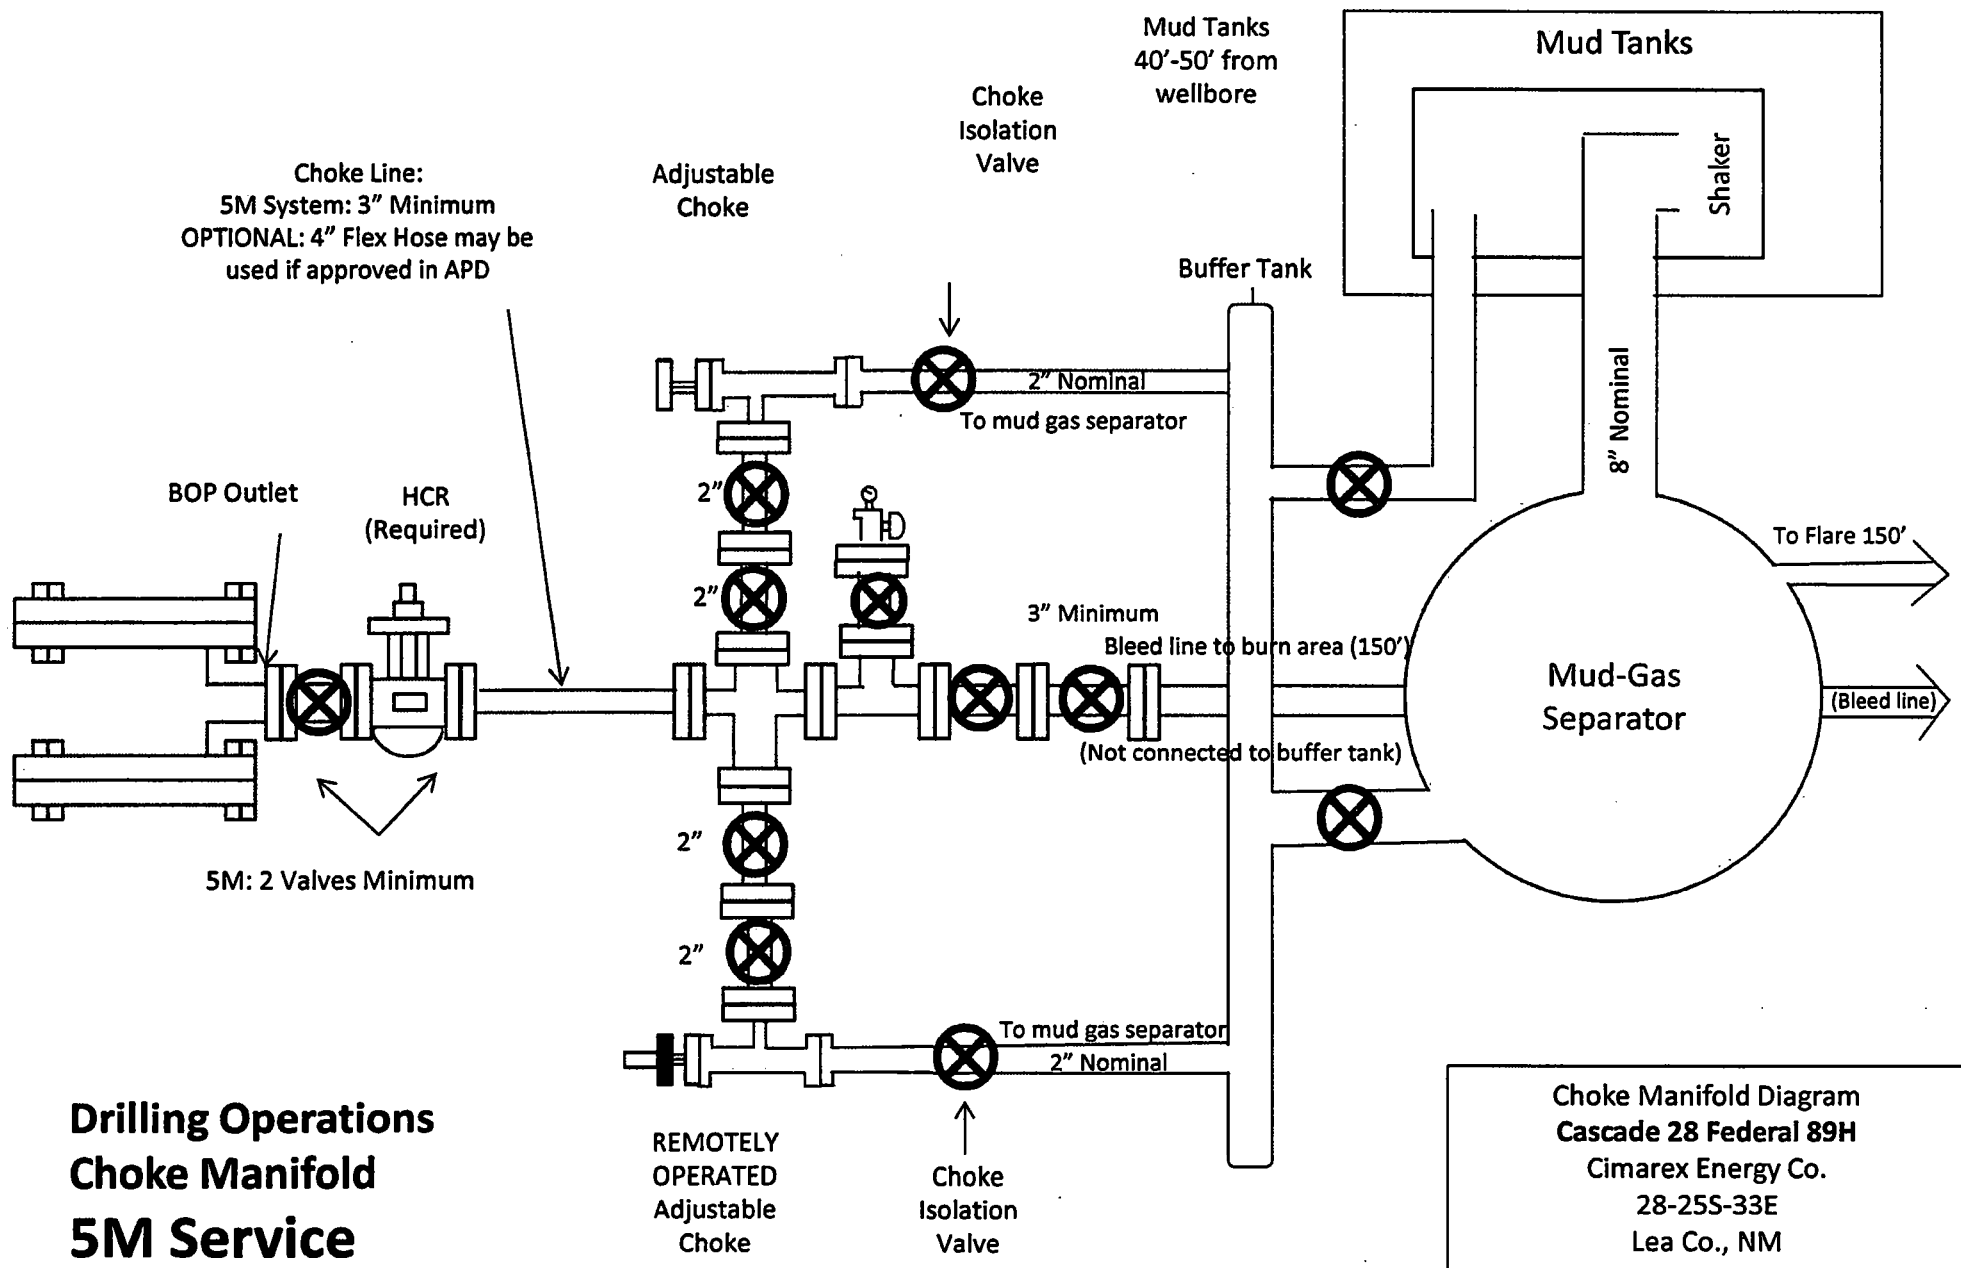 Mud Tanks
40'-50' from
wellbore
Mud Tanks
Shaker
Choke
Isolation
Valve
Choke Line:
5M System: 3" Minimum
OPTIONAL: 4" Flex Hose may be
used if approved in APD
Adjustable
Choke
Buffer Tank
2" Nominal
To mud gas separator
8" Nominal
BOP Outlet
HCR
(Required)
2"
2"
To Flare 150'
3" Minimum
Bleed line to burn area (150')
Mud-Gas
Separator
(Bleed line)
(Not connected to buffer tank)
5M: 2 Valves Minimum
2"
2"
To mud gas separator
2" Nominal
REMOTELY
OPERATED
Adjustable
Choke
Choke
Isolation
Valve
Drilling Operations
Choke Manifold
5M Service
Choke Manifold Diagram
Cascade 28 Federal 89H
Cimarex Energy Co.
28-25S-33E
Lea Co., NM